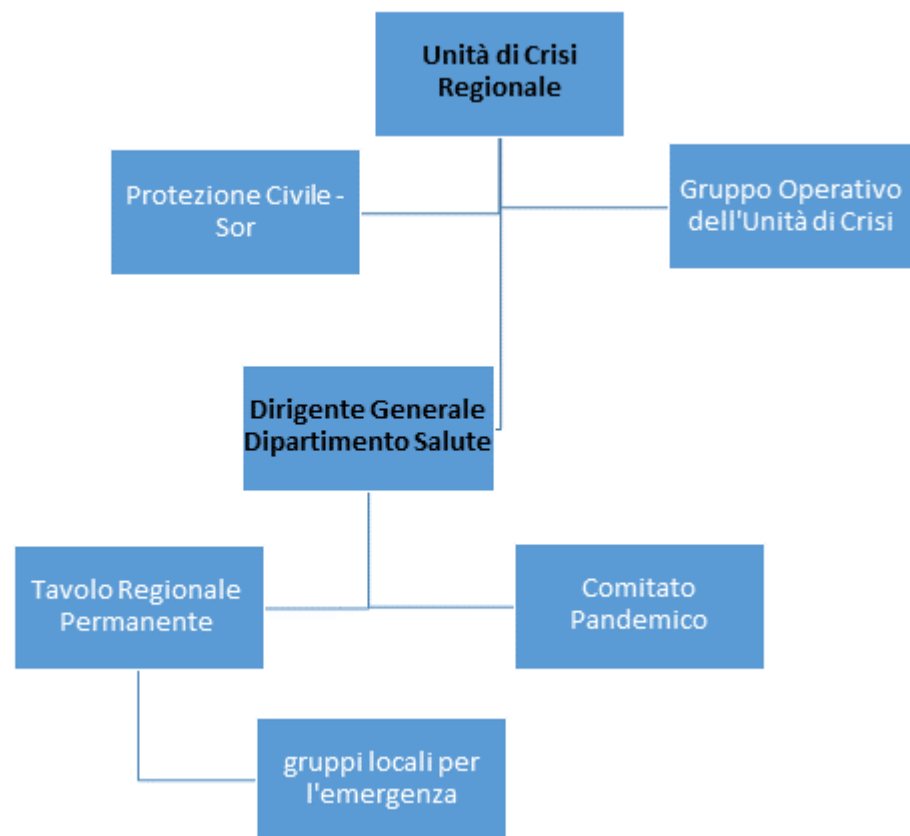 Unità di Crisi
Regionale
Protezione Civile -
Sor
Gruppo Operativo
dell'Unità di Crisi
Dirigente Generale
Dipartimento Salute
Tavolo Regionale
Permanente
Comitato
Pandemico
gruppi locali per
l'emergenza